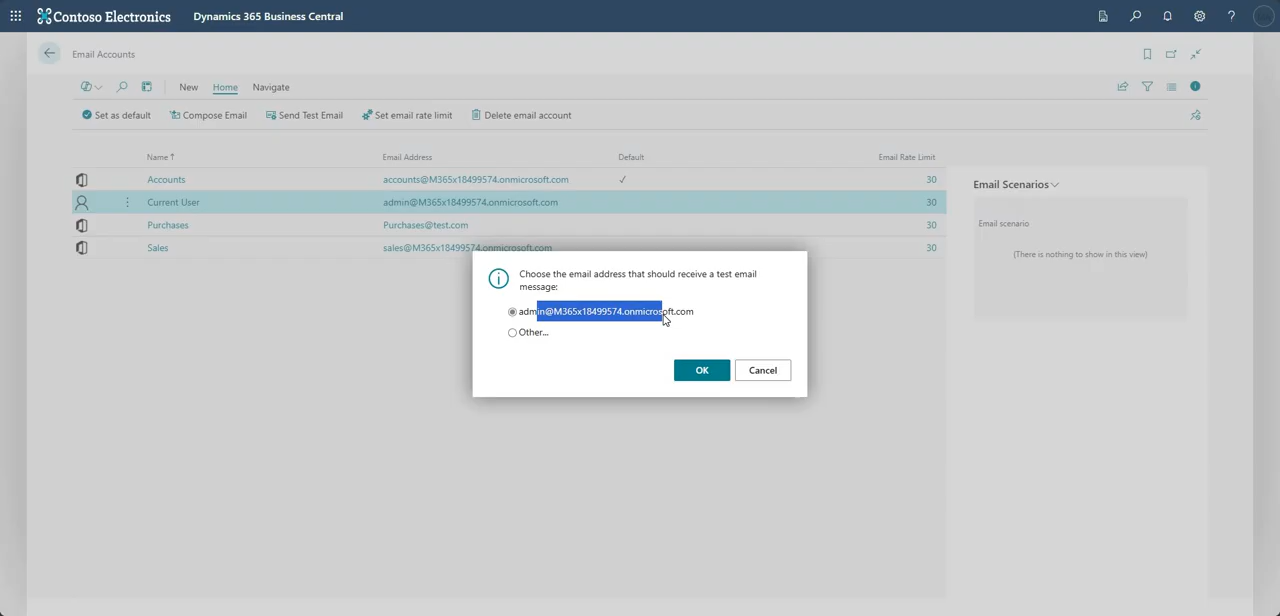 Contoso Electronics Dynamics 365 Business Central
Email Accounts
New Home Navigate
Set as default Compose Email Send Test Email Set email rate limit Delete email account
Name ↑ Email Address Default Email Rate Limit
Accounts accounts@M365x18499574.onmicrosoft.com ✓ 30
Current User admin@M365x18499574.onmicrosoft.com 30
Purchases Purchases@test.com 30
Sales sales@M365x18499574.onmicrosoft.com 30
Email Scenarios
Email scenario
(There is nothing to show in this view)
Choose the email address that should receive a test email
message:
admin@M365x18499574.onmicrosoft.com
Other...
OK Cancel